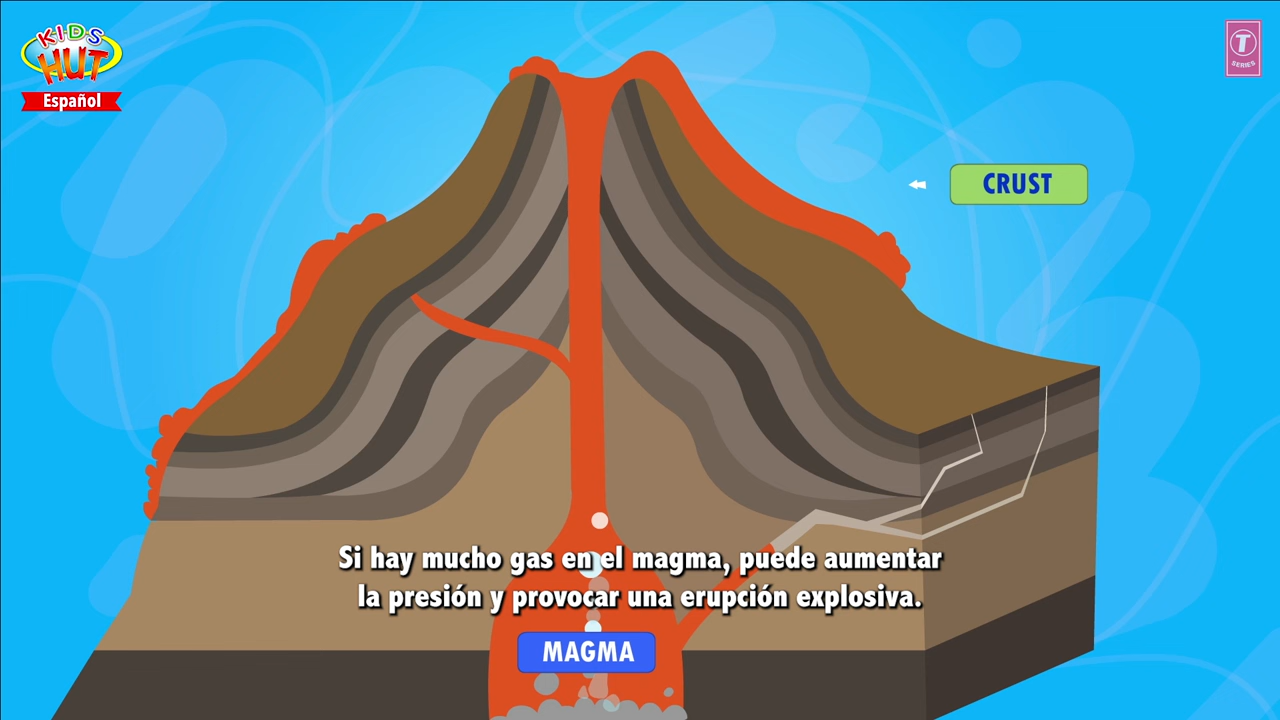 KIDS
HUT
Español
T
SERIES
CRUST
Si hay mucho gas en el magma, puede aumentar
la presión y provocar una erupción explosiva.
MAGMA